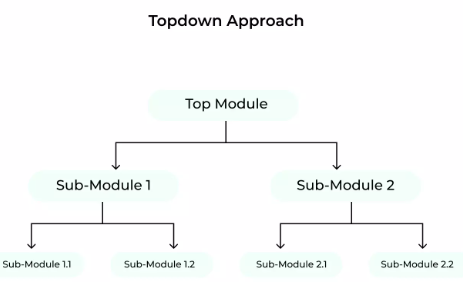 Topdown Approach
Top Module
Sub-Module 1
Sub-Module 2
Sub-Module 1.1
Sub-Module 1.2
Sub-Module 2.1
Sub-Module 2.2